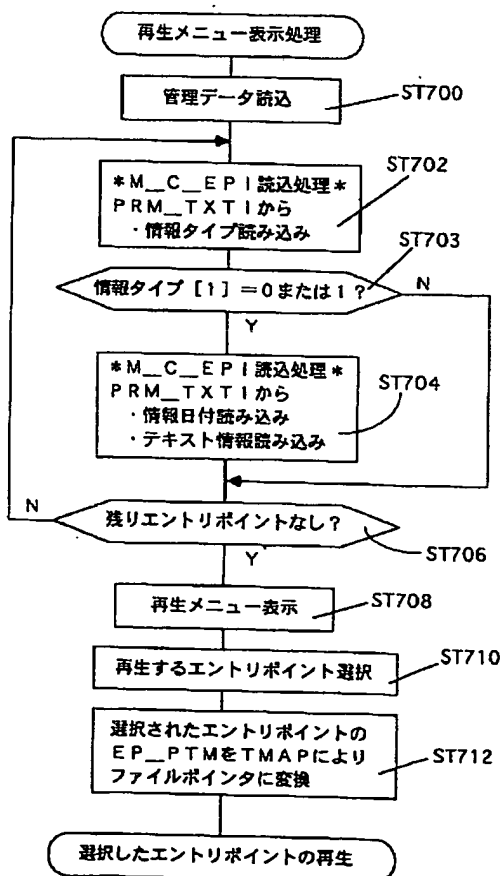 再生メニュー表示処理
管理データ読込
ST700
＊M＿C＿EPI読込処理＊
PRM＿TXTIから
・情報タイプ読み込み
ST702
ST703
情報タイプ［1］＝0または1？
N
Y
＊M＿C＿EPI読込処理＊
PRM＿TXTIから
・情報日付読み込み
・テキスト情報読み込み
ST704
N
残りエントリポイントなし？
ST706
Y
再生メニュー表示
ST708
再生するエントリポイント選択
ST710
選択されたエントリポイントの
EP＿PTMをTMAPにより
ファイルポインタに変換
ST712
選択したエントリポイントの再生